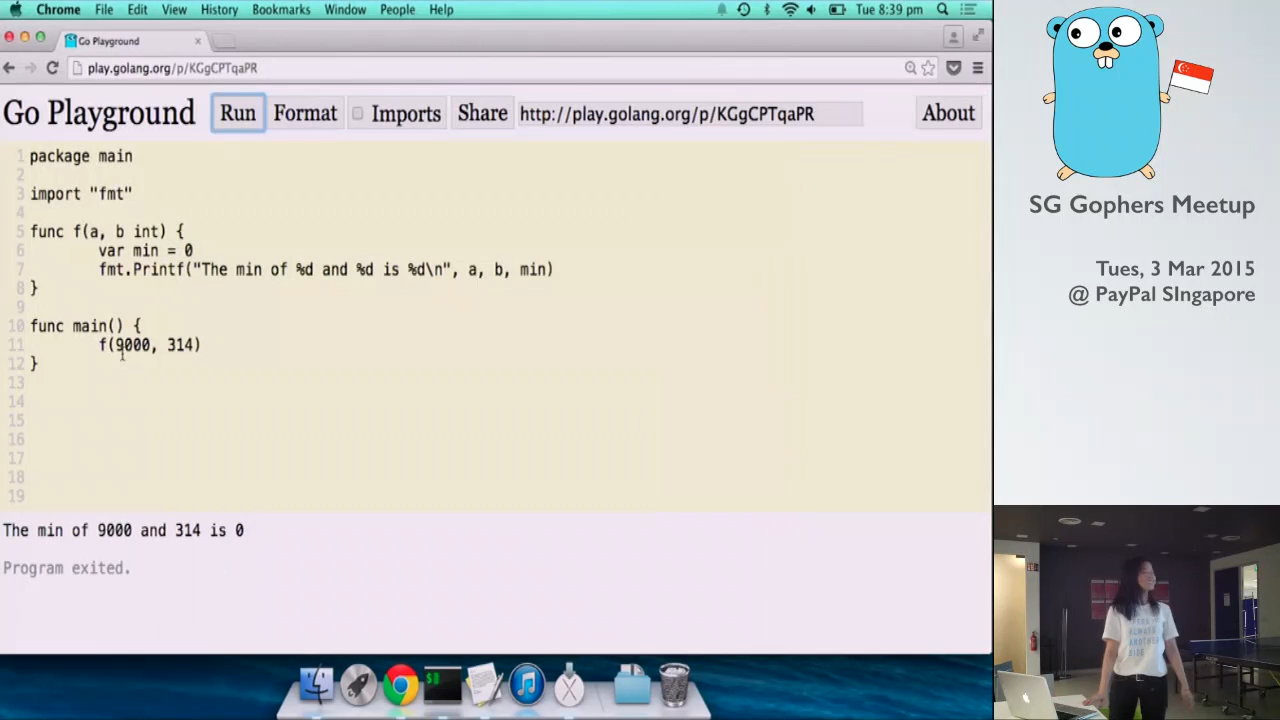 Chrome File Edit View History Bookmarks Window People Help Tue 8:39 pm
Go Playground
play.golang.org/p/KGgCPTqaPR
Go Playground Run Format Imports Share http://play.golang.org/p/KGgCPTqaPR About
1 package main
2
3 import "fmt"
4
5 func f(a, b int) {
6 var min = 0
7 fmt.Printf("The min of %d and %d is %d\n", a, b, min)
8 }
9
10 func main() {
11 f(9000, 314)
12 }
13
14
15
16
17
18
19
The min of 9000 and 314 is 0
Program exited.
SG Gophers Meetup
Tues, 3 Mar 2015
@ PayPal SIngapore
ALWAYS
ANOTHER